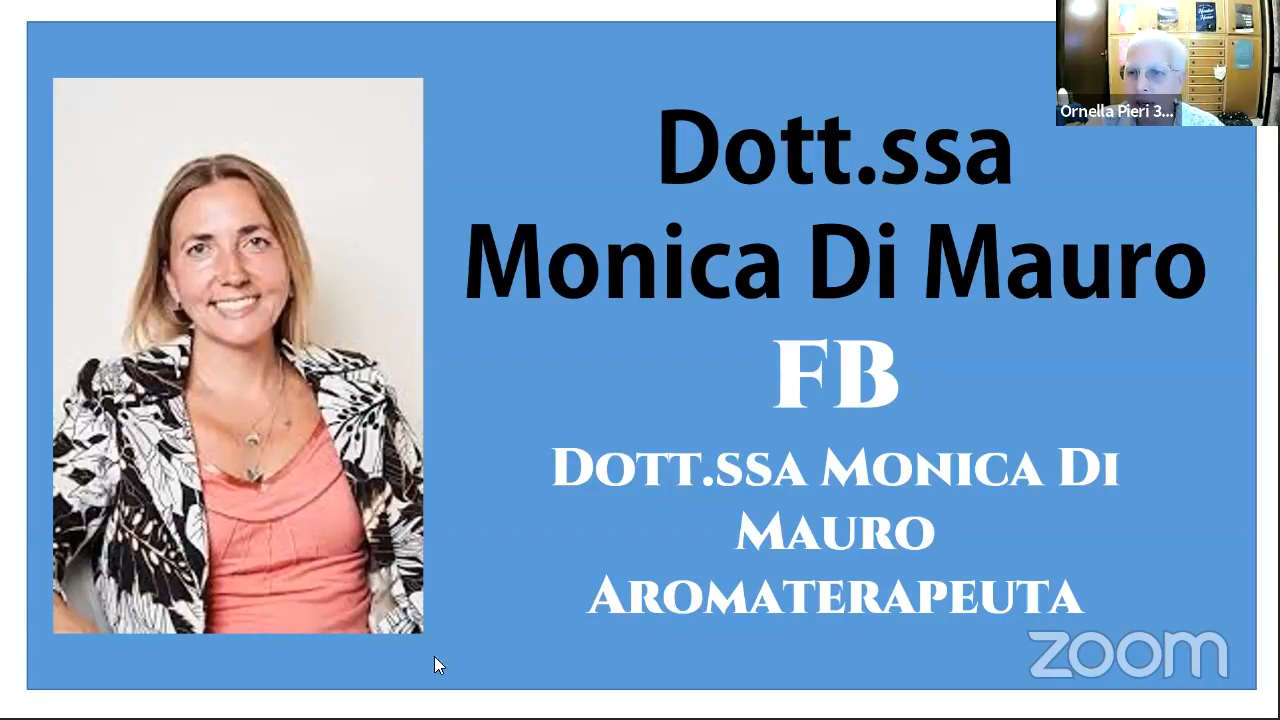 Ornella Pieri 3...
Dott.ssa
Monica Di Mauro
FB
Dott.ssa Monica Di
Mauro
Aromaterapeuta
zoom